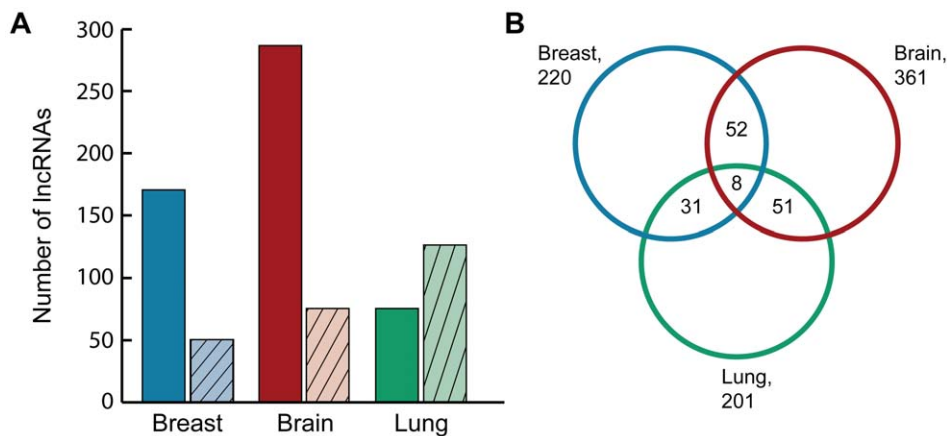 A
Number of lncRNAs
300
250
200
150
100
50
0
Breast
Brain
Lung
B
Breast,
220
Brain,
361
52
8
31
51
Lung,
201